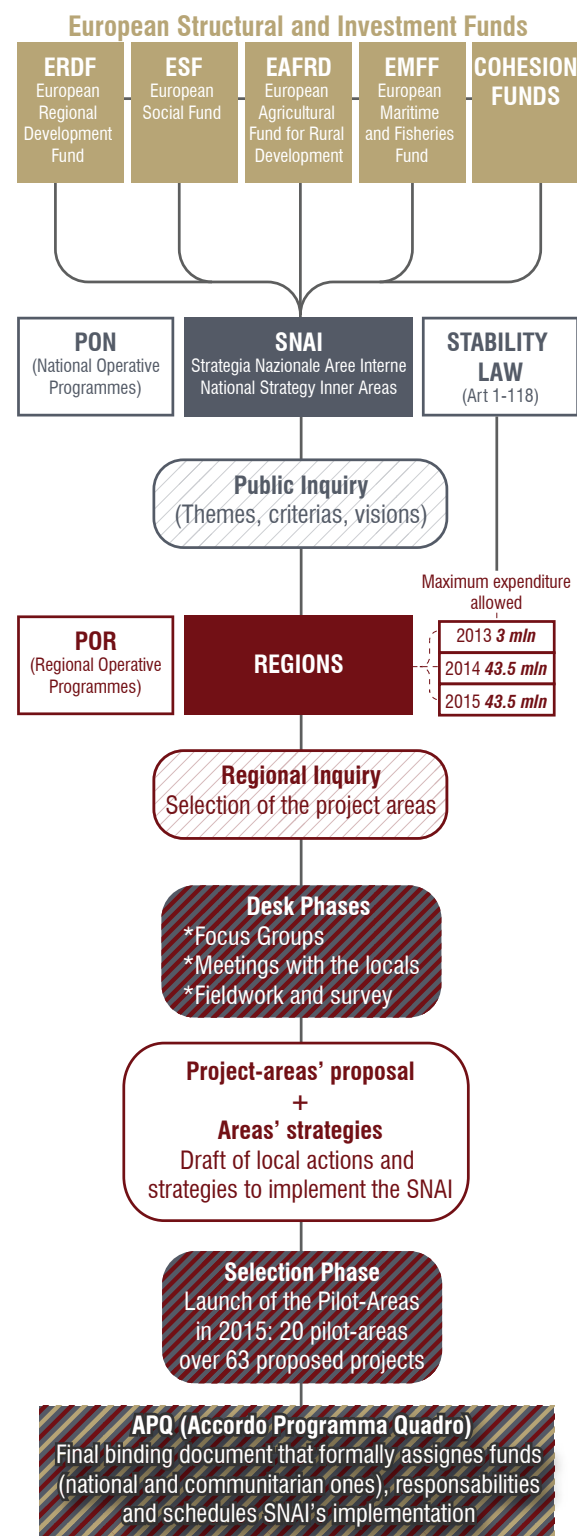 European Structural and Investment Funds
ERDF
European
Regional
Development
Fund
ESF
European
Social Fund
EAFRD
European
Agricultural
Fund for Rural
Development
EMFF
European
Maritime
and Fisheries
Fund
COHESION
FUNDS
PON
(National Operative
Programmes)
SNAI
Strategia Nazionale Aree Interne
National Strategy Inner Areas
STABILITY
LAW
(Art 1-118)
Public Inquiry
(Themes, criterias, visions)
Maximum expenditure
allowed
POR
(Regional Operative
Programmes)
REGIONS
2013 3 mln
2014 43.5 mln
2015 43.5 mln
Regional Inquiry
Selection of the project areas
Desk Phases
*Focus Groups
*Meetings with the locals
*Fieldwork and survey
Project-areas’ proposal
+
Areas’ strategies
Draft of local actions and
strategies to implement the SNAI
Selection Phase
Launch of the Pilot-Areas
in 2015: 20 pilot-areas
over 63 proposed projects
APQ (Accordo Programma Quadro)
Final binding document that formally assignes funds
(national and communitarian ones), responsabilities
and schedules SNAI’s implementation